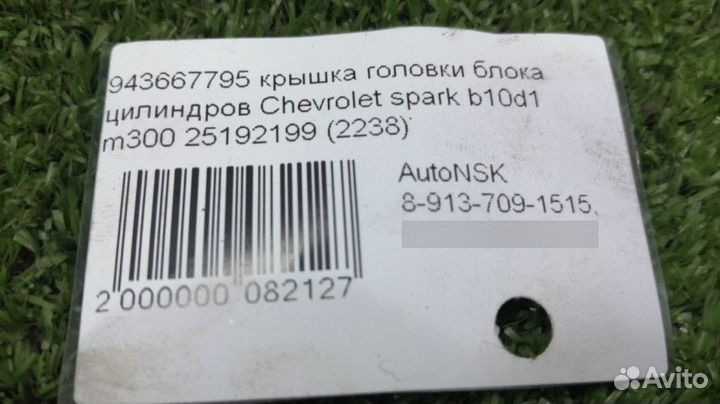 943667795 крышка головки блока
цилиндров Chevrolet spark b10d1
m300 25192199 (2238)
AutoNSK
8-913-709-1515,
2 000000 082127
Avito